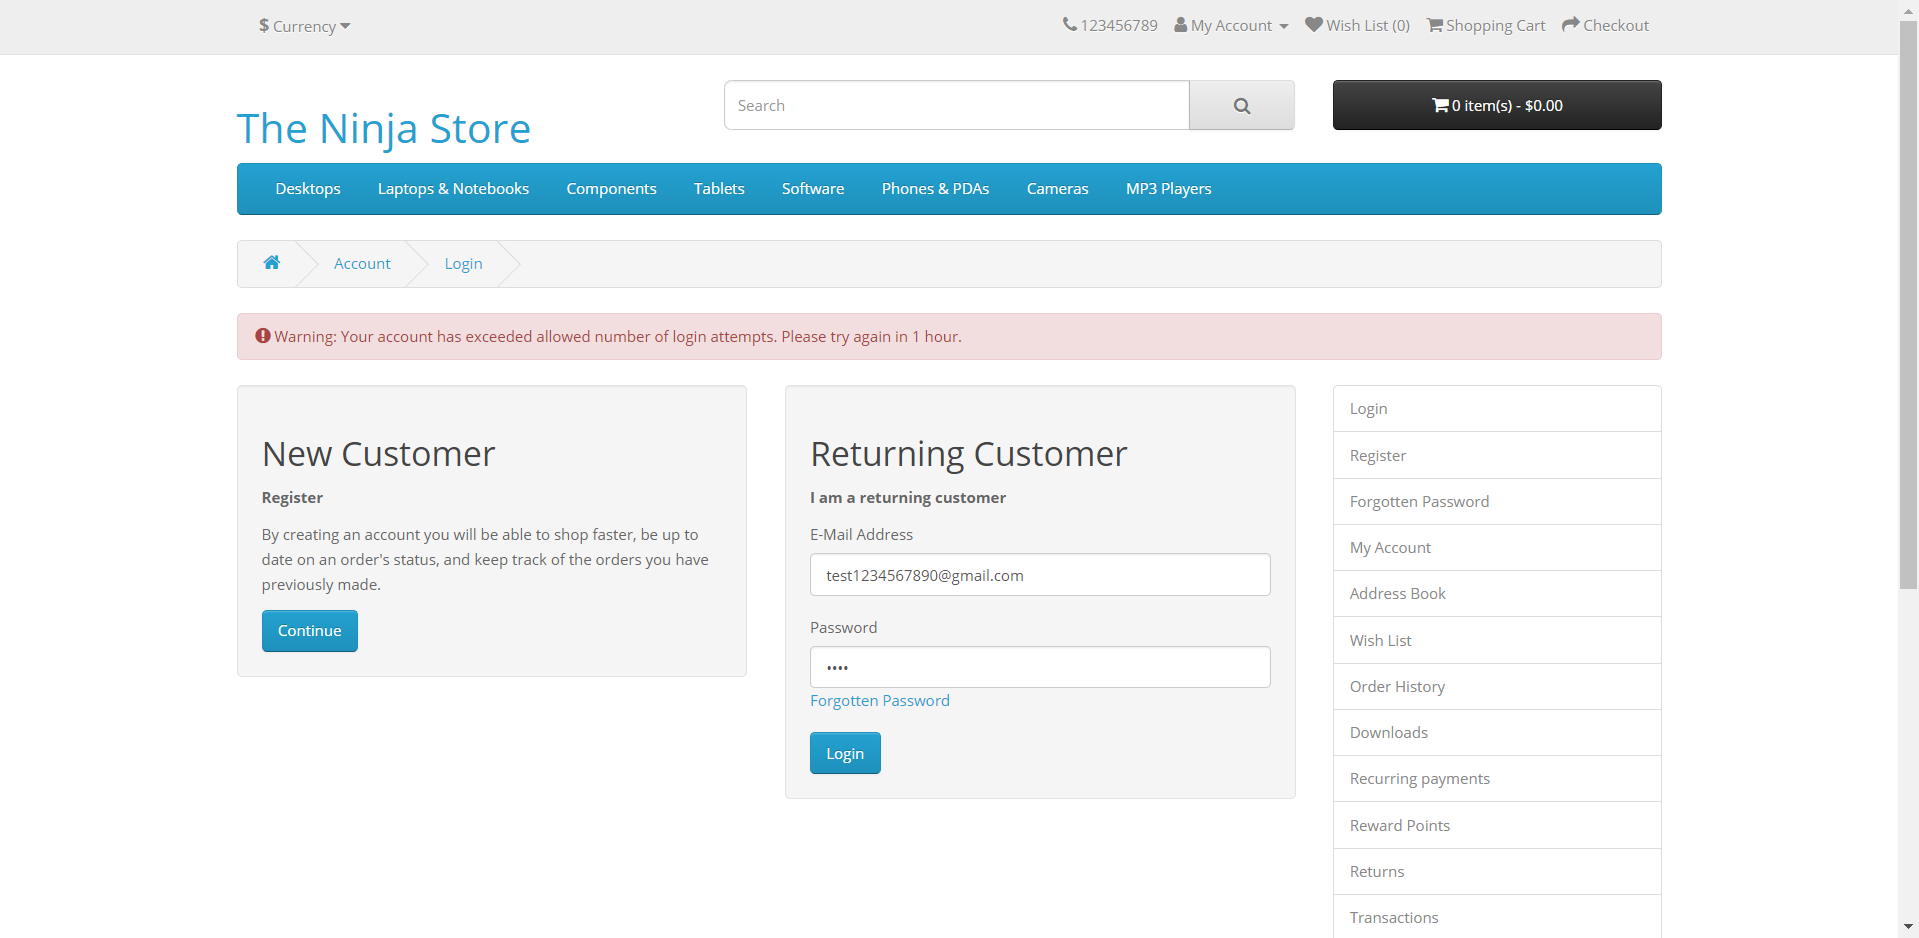 $ Currency
123456789 My Account Wish List (0) Shopping Cart Checkout
The Ninja Store
Search
0 item(s) - $0.00
Desktops Laptops & Notebooks Components Tablets Software Phones & PDAs Cameras MP3 Players
Account Login
Warning: Your account has exceeded allowed number of login attempts. Please try again in 1 hour.
New Customer
Register
By creating an account you will be able to shop faster, be up to
date on an order's status, and keep track of the orders you have
previously made.
Continue
Returning Customer
I am a returning customer
E-Mail Address
test1234567890@gmail.com
Password
••••
Forgotten Password
Login
Login
Register
Forgotten Password
My Account
Address Book
Wish List
Order History
Downloads
Recurring payments
Reward Points
Returns
Transactions